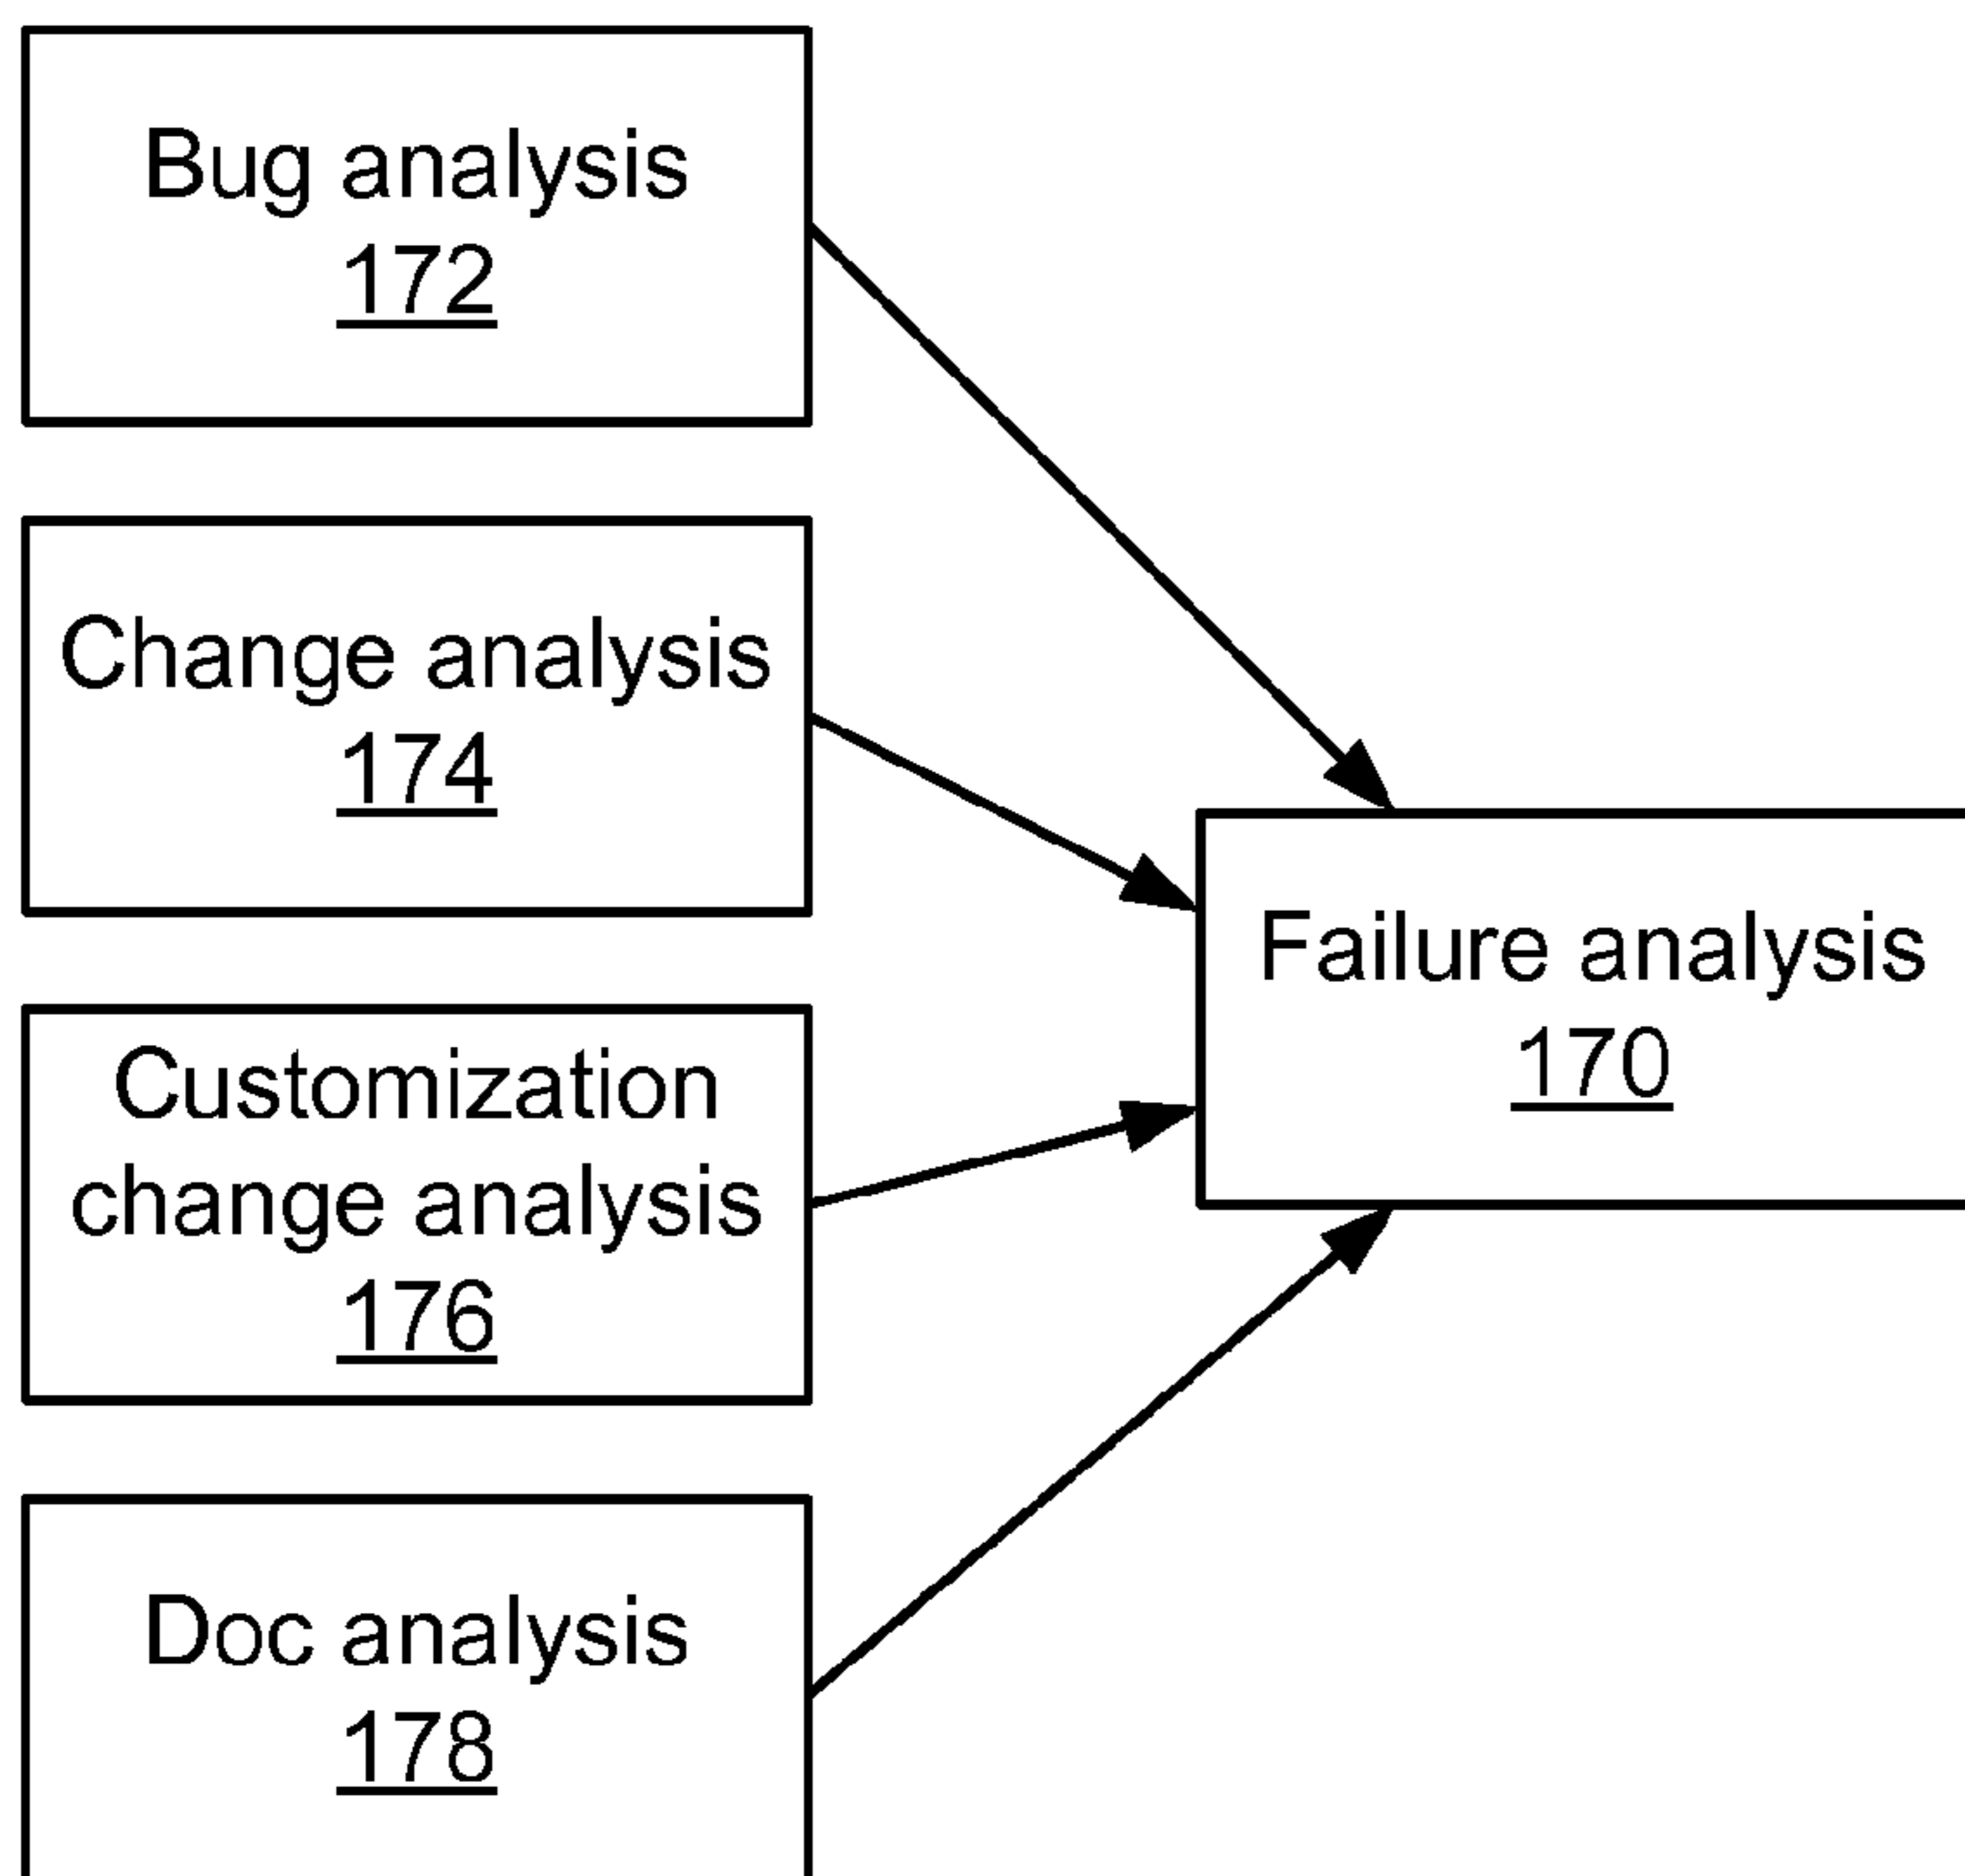 Bug analysis
172
Change analysis
174
Customization
change analysis
176
Doc analysis
178
Failure analysis
170